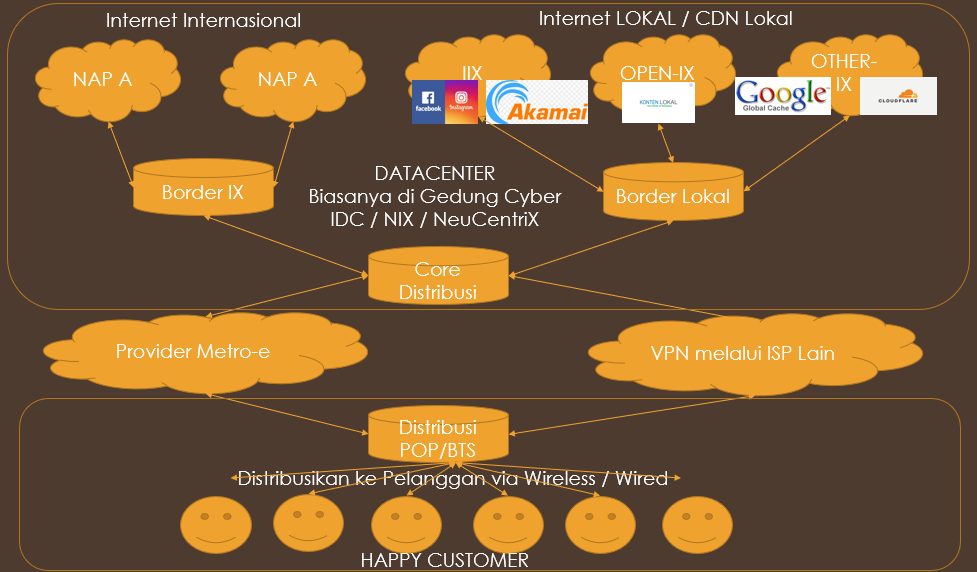 Internet Internasional
Internet LOKAL / CDN Lokal
NAP A
NAP A
IIX
OPEN-IX
OTHER-
IX
facebook
Instagram
Akamai
KONTEN LOKAL
Google
Global Cache
CLOUDFLARE
DATACENTER
Biasanya di Gedung Cyber
IDC / NIX / NeuCentriX
Border IX
Border Lokal
Core
Distribusi
Provider Metro-e
VPN melalui ISP Lain
Distribusi
POP/BTS
Distribusikan ke Pelanggan via Wireless / Wired
HAPPY CUSTOMER